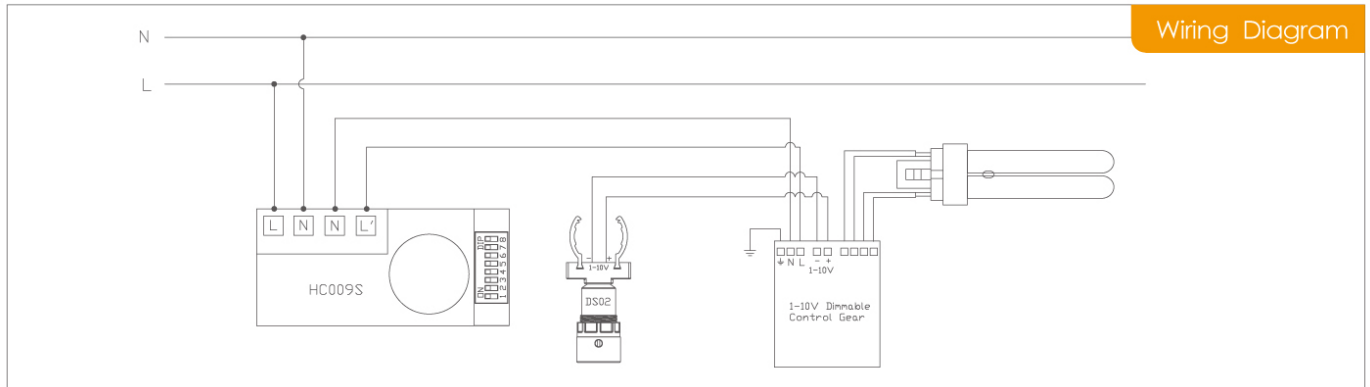 Wiring Diagram
N
L
L N N L'
HC009S
ON DIP
1 2 3 4 5 6 7 8
- +
1-10V
DS02
N L - +
1-10V
1-10V Dimmable
Control Gear